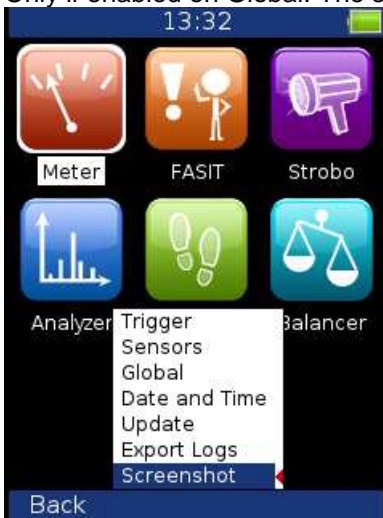 13:32
Meter FASIT Strobo
Analyzer Balancer
Trigger
Sensors
Global
Date and Time
Update
Export Logs
Screenshot
Back